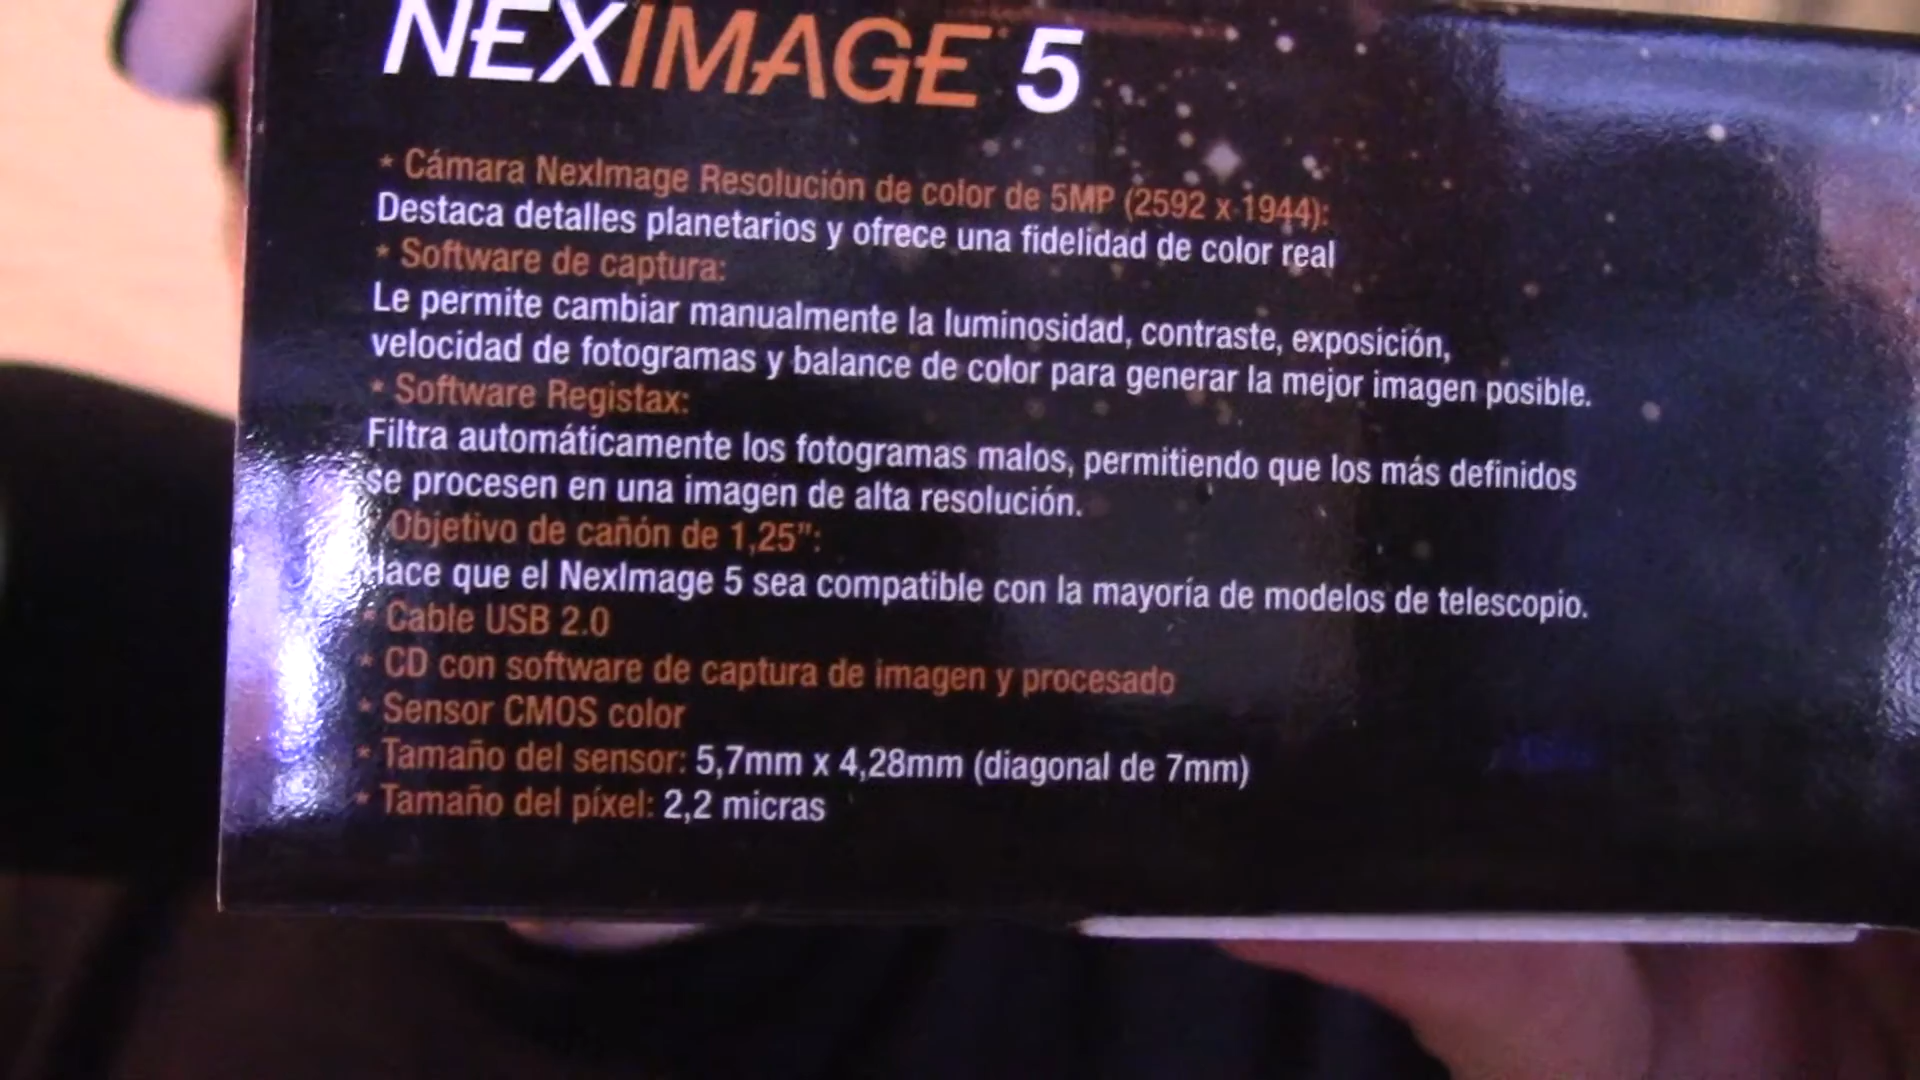 NEXIMAGE 5
* Cámara NexImage Resolución de color de 5MP (2592 x 1944):
Destaca detalles planetarios y ofrece una fidelidad de color real
* Software de captura:
Le permite cambiar manualmente la luminosidad, contraste, exposición,
velocidad de fotogramas y balance de color para generar la mejor imagen posible.
* Software Registax:
Filtra automáticamente los fotogramas malos, permitiendo que los más definidos
se procesen en una imagen de alta resolución.
Objetivo de cañón de 1,25":
Hace que el NexImage 5 sea compatible con la mayoría de modelos de telescopio.
* Cable USB 2.0
* CD con software de captura de imagen y procesado
* Sensor CMOS color
* Tamaño del sensor: 5,7mm x 4,28mm (diagonal de 7mm)
* Tamaño del píxel: 2,2 micras